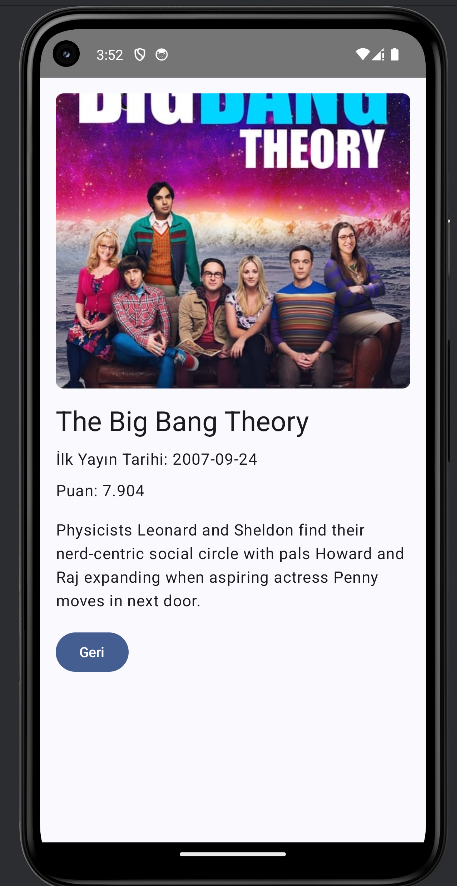 3:52
BIG BANG
THEORY
The Big Bang Theory
İlk Yayın Tarihi: 2007-09-24
Puan: 7.904
Physicists Leonard and Sheldon find their
nerd-centric social circle with pals Howard and
Raj expanding when aspiring actress Penny
moves in next door.
Geri